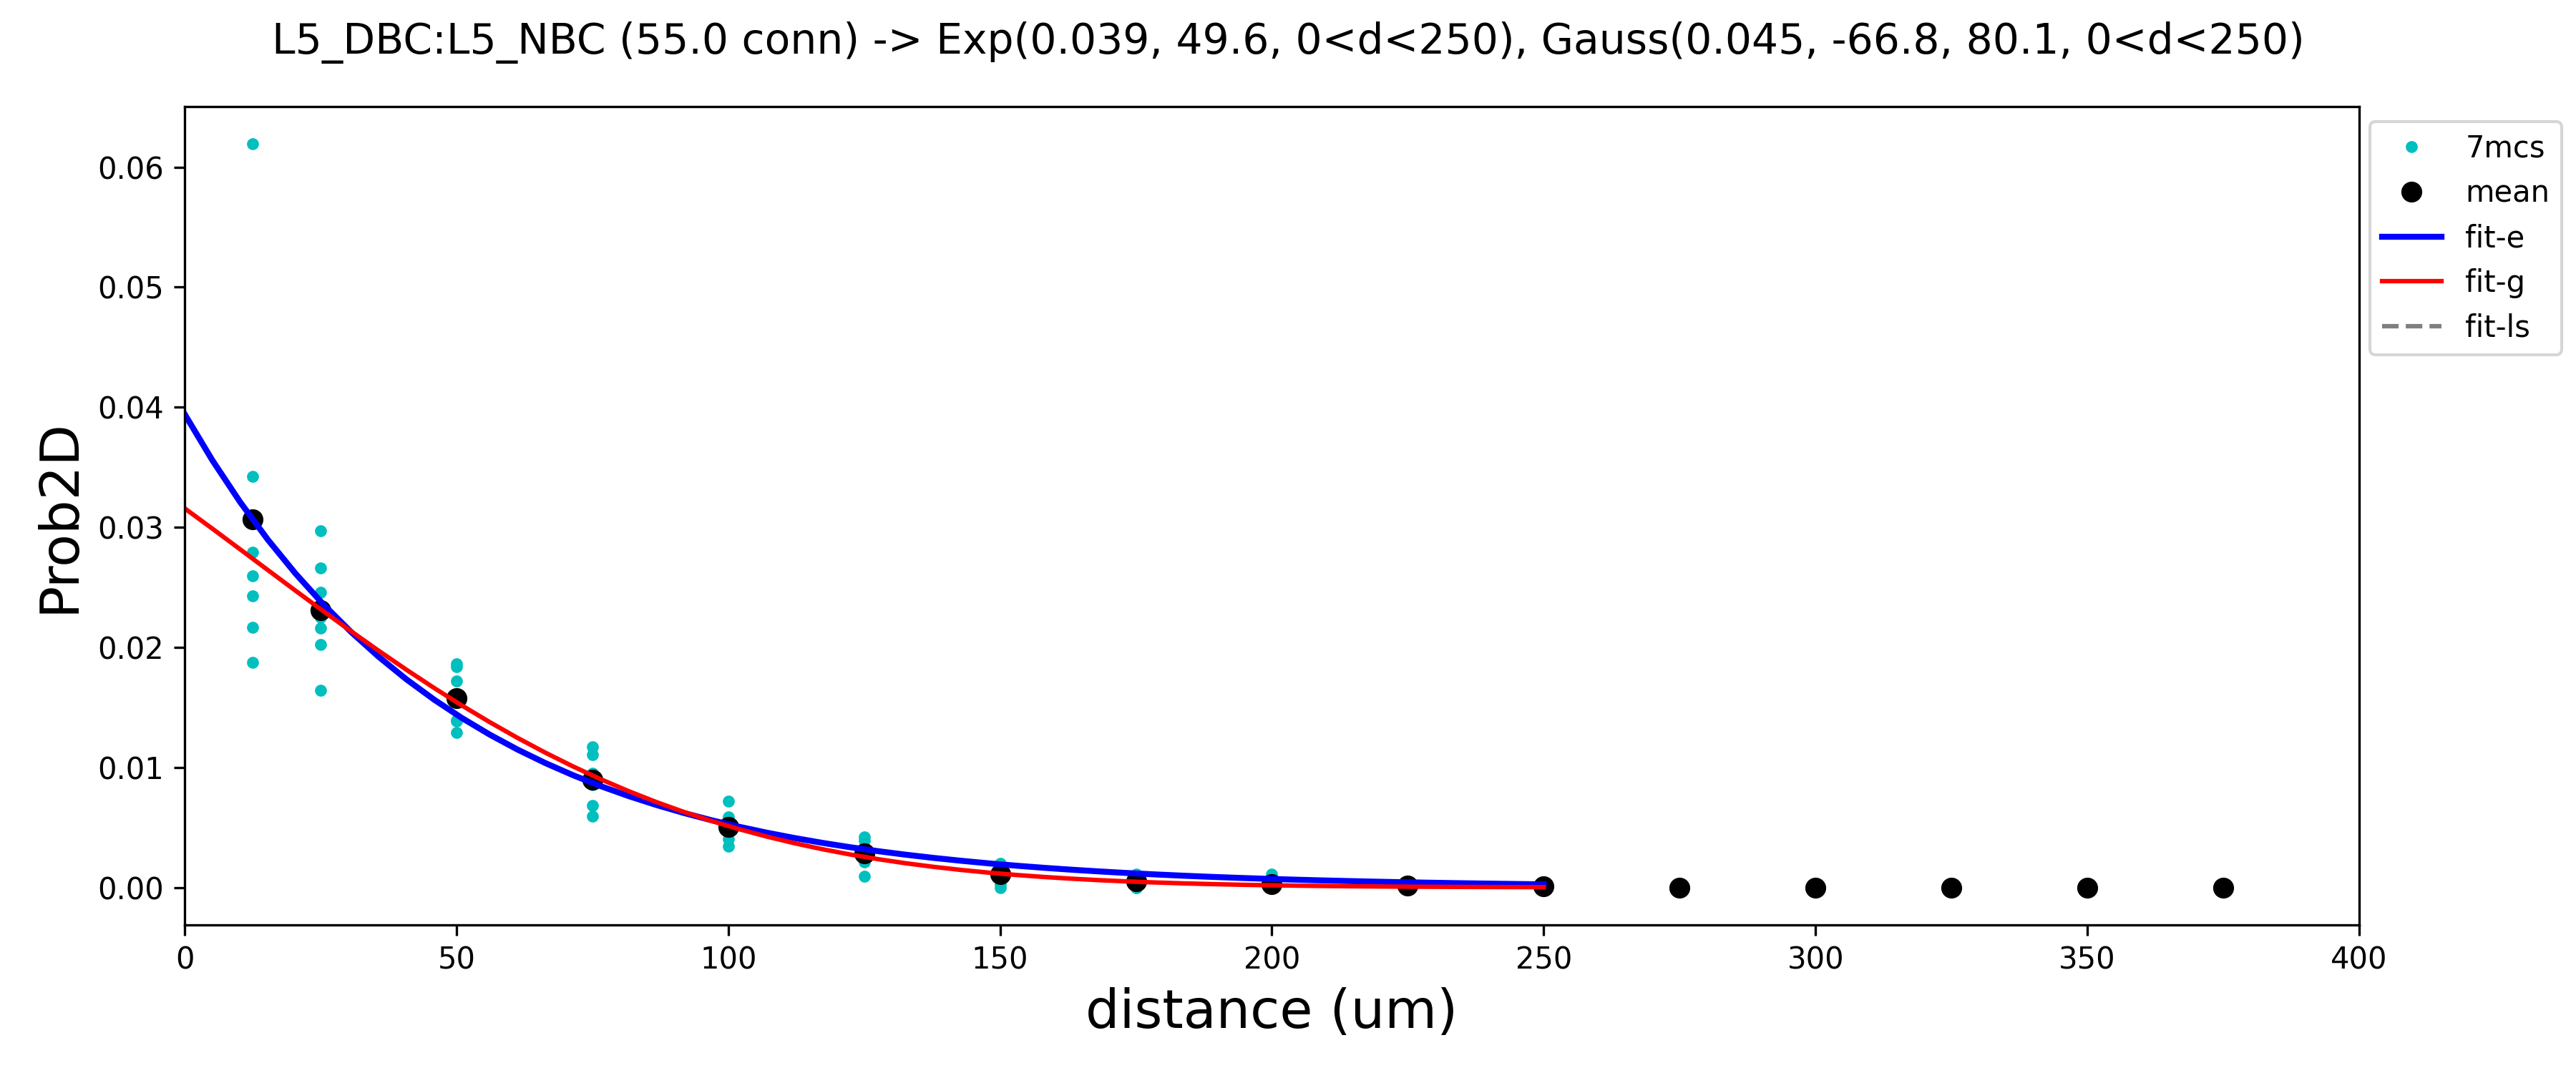 L5_DBC:L5_NBC (55.0 conn) -> Exp(0.039, 49.6, 0<d<250), Gauss(0.045, -66.8, 80.1, 0<d<250)
7mcs
mean
fit-e
fit-g
fit-ls
Prob2D
0.06
0.05
0.04
0.03
0.02
0.01
0.00
0 50 100 150 200 250 300 350 400
distance (um)